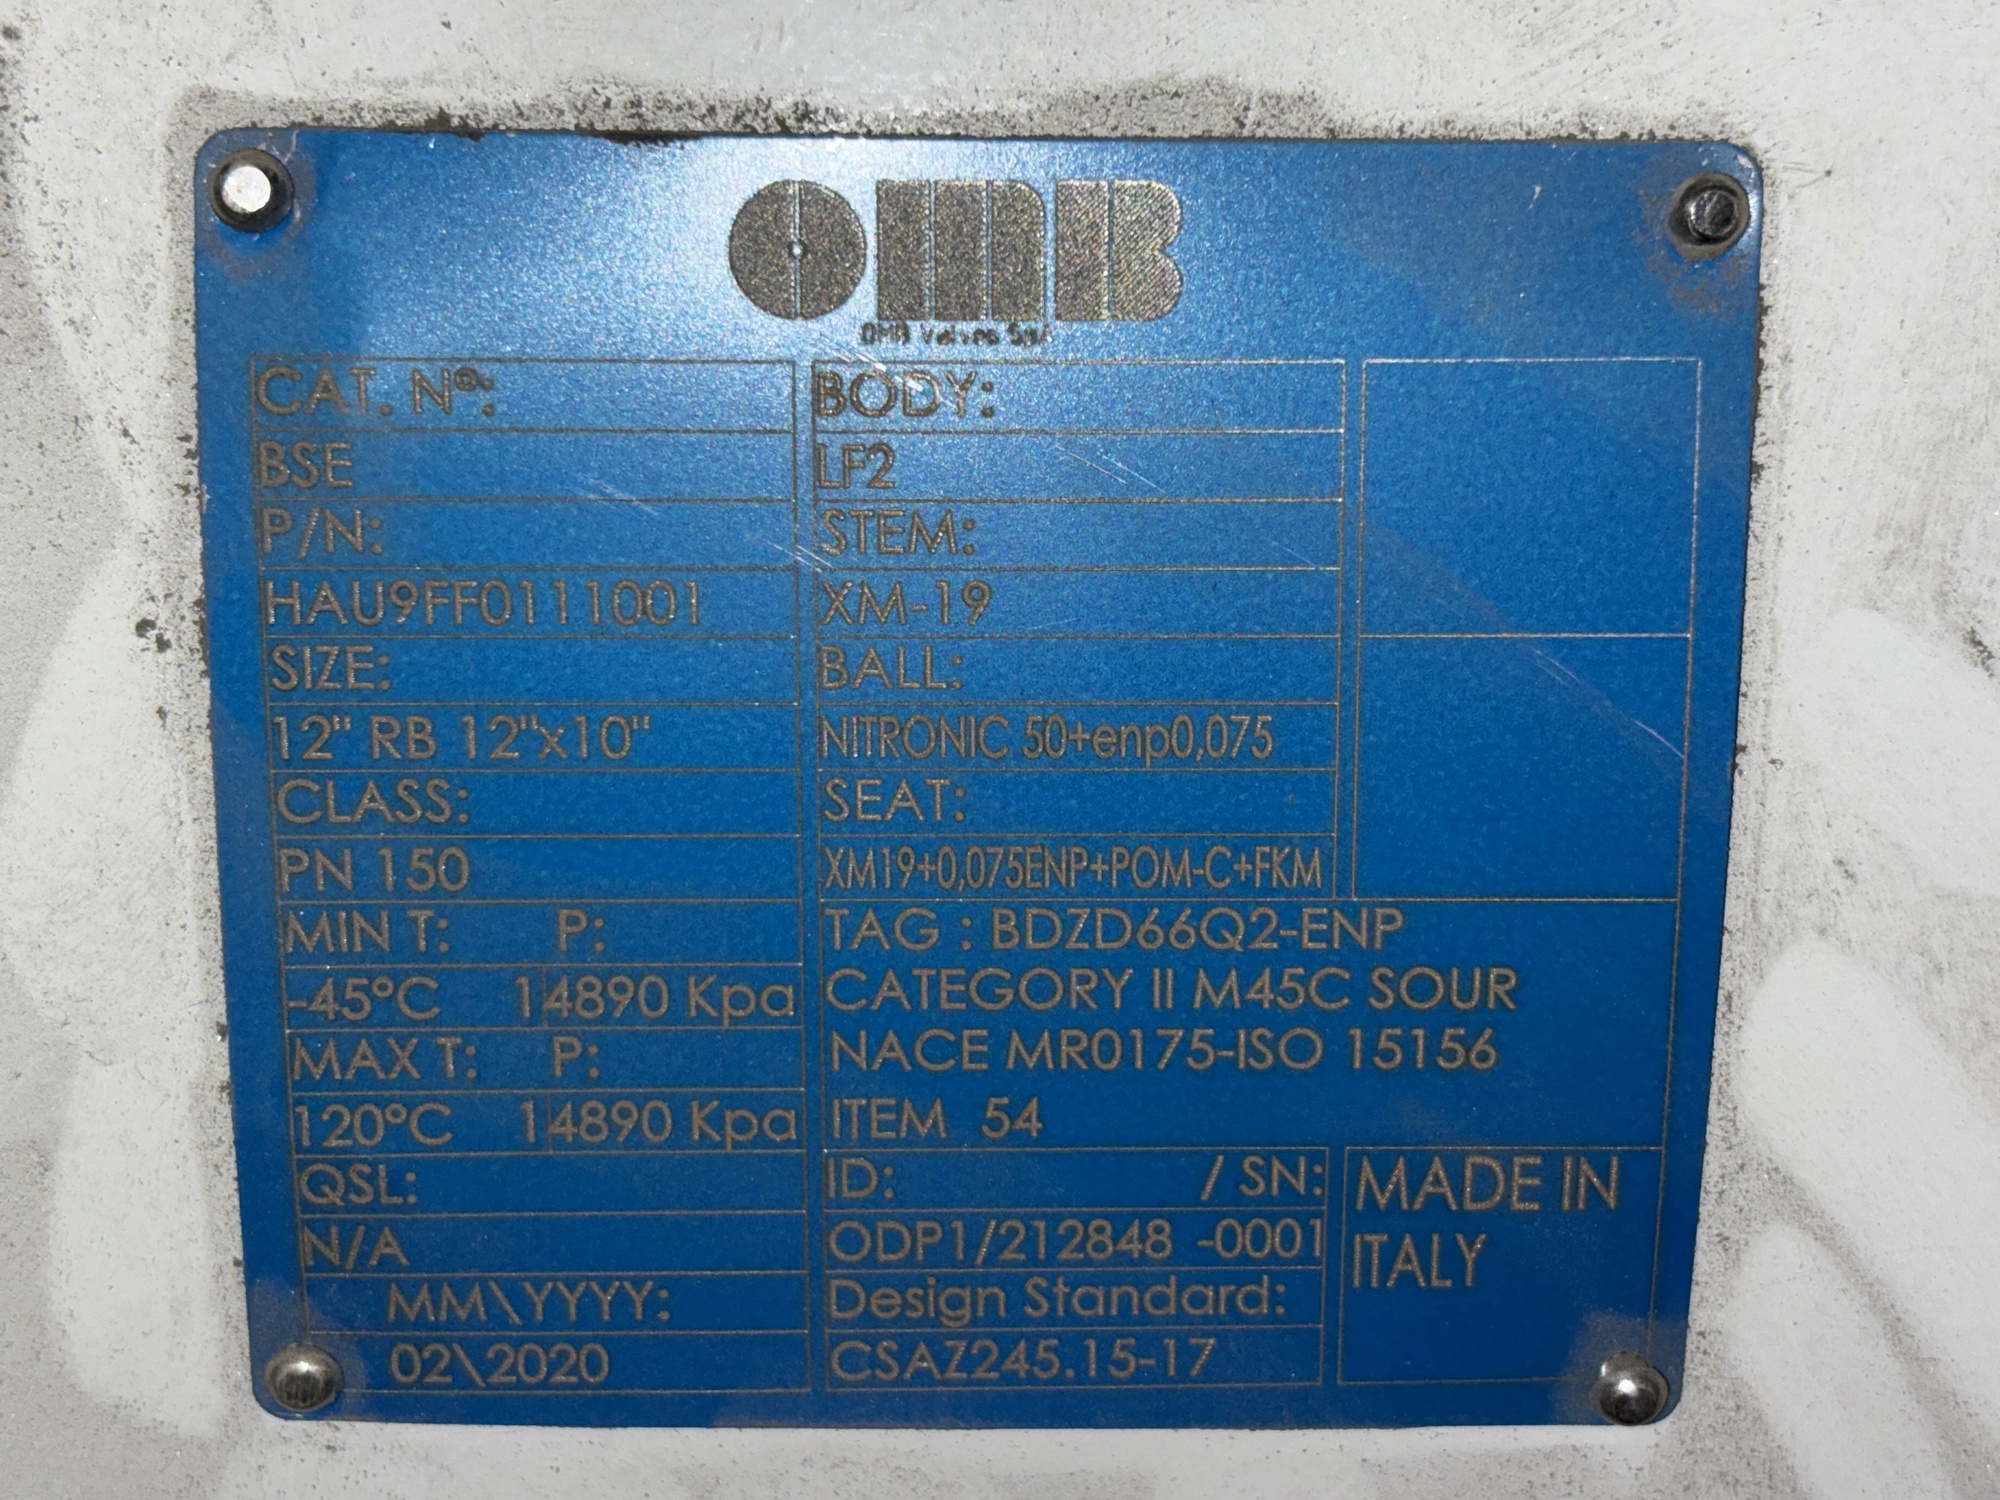 OMB
OMB Valves SpA
CAT. Nº:
BSE
P/N:
HAU9FF0111001
SIZE:
12" RB 12"x10"
CLASS:
PN 150
MIN T: P:
-45°C 14890 Kpa
MAX T: P:
120°C 14890 Kpa
QSL:
N/A
MM\YYYY:
02\2020
BODY:
LF2
STEM:
XM-19
BALL:
NITRONIC 50+enp0,075
SEAT:
XM19+0,075ENP+POM-C+FKM
TAG : BDZD66Q2-ENP
CATEGORY II M45C SOUR
NACE MR0175-ISO 15156
ITEM 54
ID: / SN:
ODP1/212848 -0001
Design Standard:
CSAZ245.15-17
MADE IN
ITALY